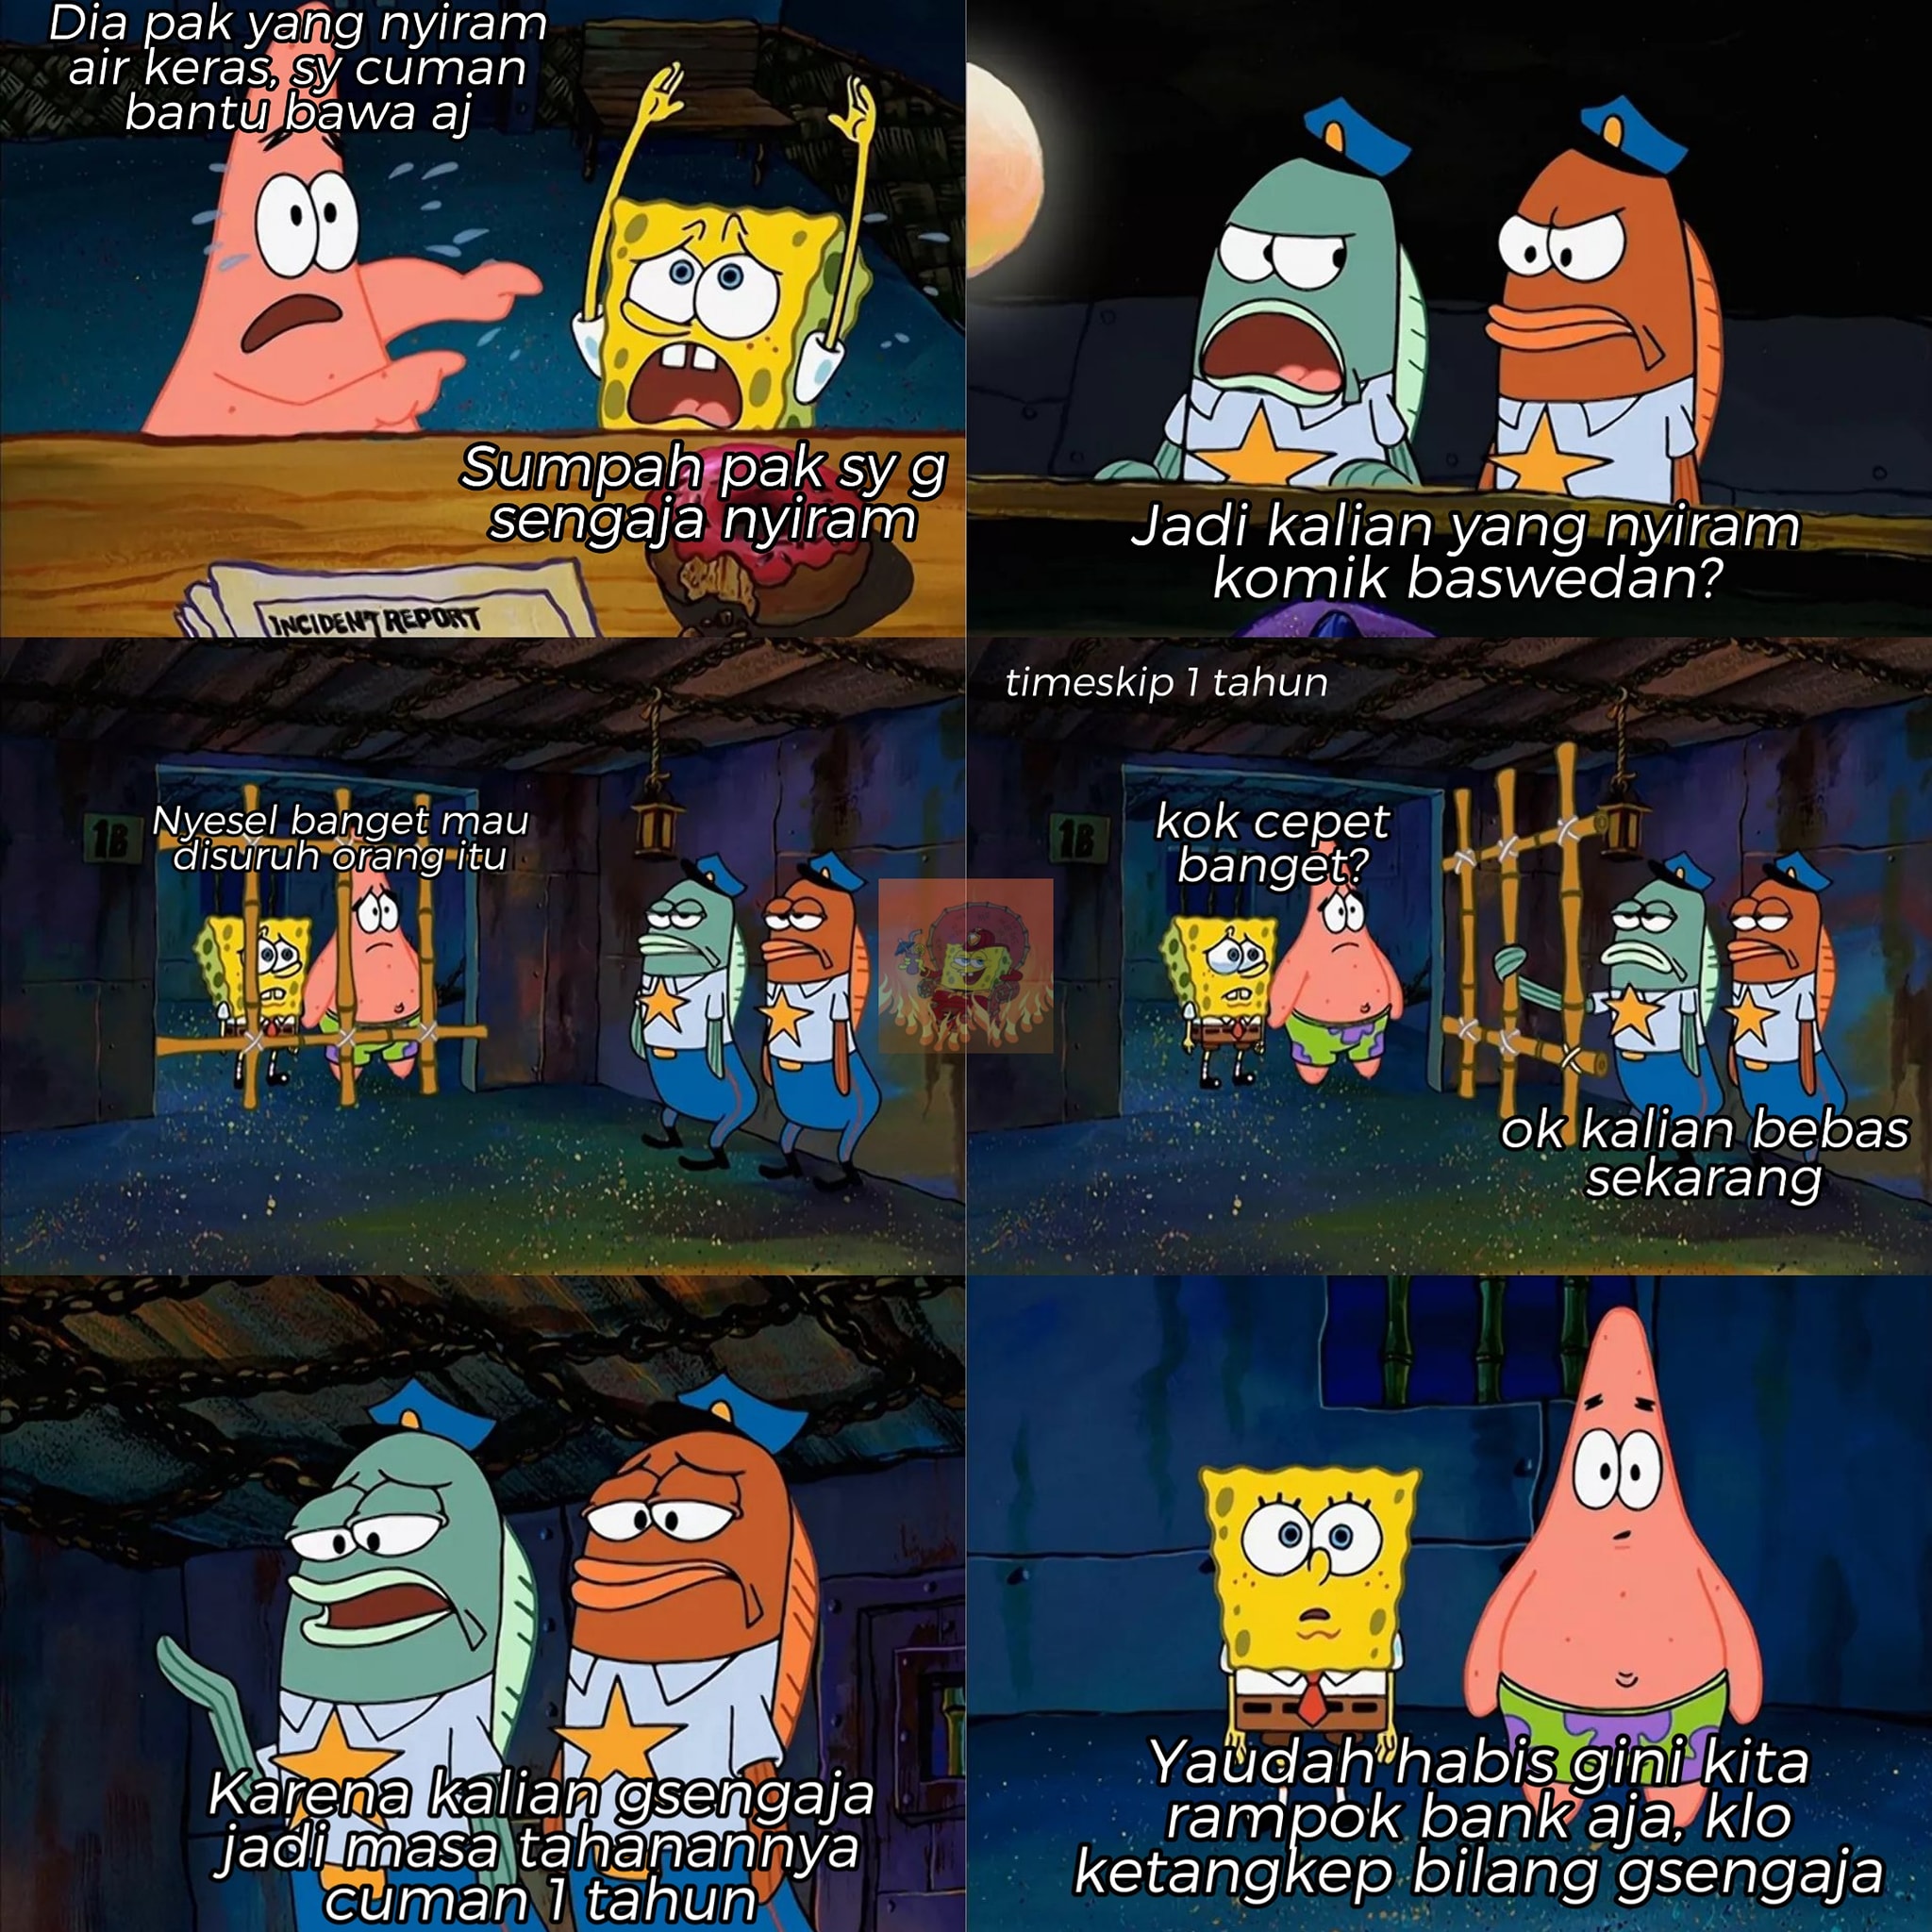 Dia pak yang nyiram
air keras, sy cuman
bantu bawa aj
Sumpah pak sy g
sengaja nyiram
INCIDENT REPORT
Jadi kalian yang nyiram
komik baswedan?
1B
Nyesel banget mau
disuruh orang itu
timeskip 1 tahun
1B
kok cepet
banget?
ok kalian bebas
sekarang
Karena kalian gsengaja
jadi masa tahanannya
cuman 1 tahun
Yaudah habis gini kita
rampok bank aja, klo
ketangkep bilang gsengaja